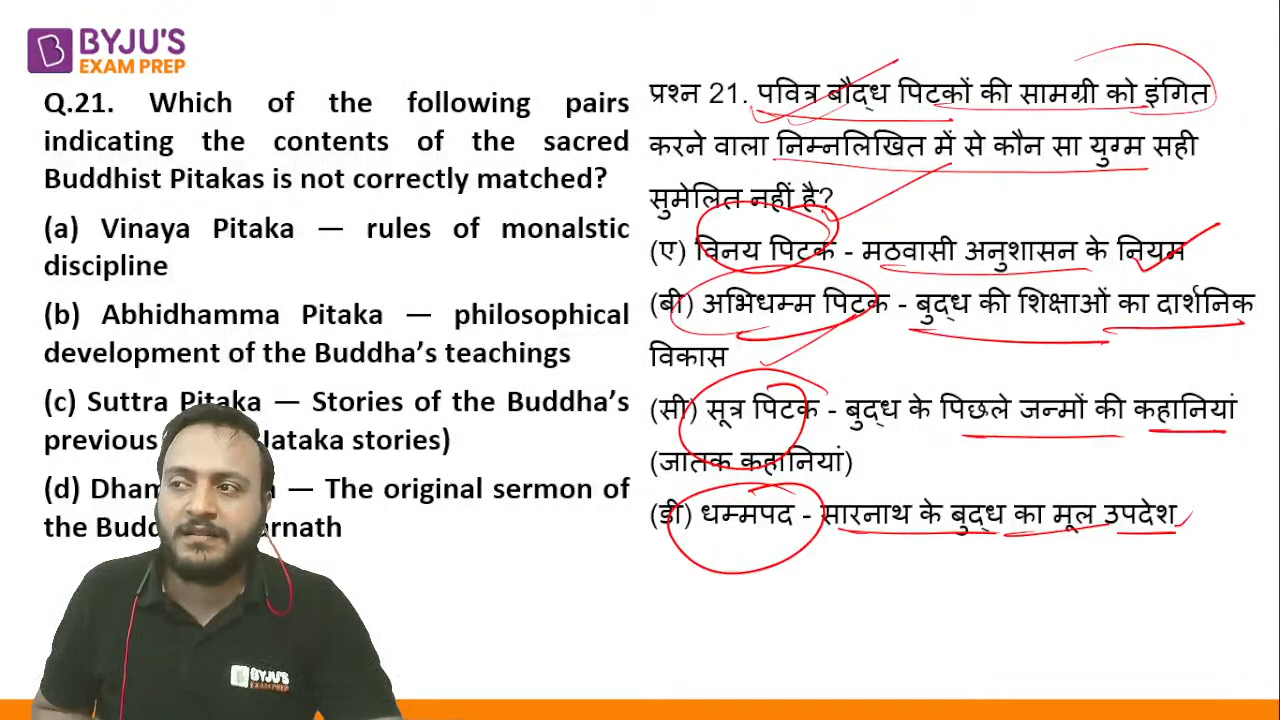 BYJU'S
EXAM PREP
Q.21. Which of the following pairs
indicating the contents of the sacred
Buddhist Pitakas is not correctly matched?
(a) Vinaya Pitaka — rules of monalstic
discipline
(b) Abhidhamma Pitaka — philosophical
development of the Buddha's teachings
(c) Suttra Pitaka — Stories of the Buddha's
previous Jataka stories)
(d) — The original sermon of
the
प्रश्न 21. पवित्र बौद्ध पिटकों की सामग्री को इंगित
करने वाला निम्नलिखित में से कौन सा युग्म सही
सुमेलित नहीं है?
(ए) विनय पिटक - मठवासी अनुशासन के नियम
(बी) अभिधम्म पिटक - बुद्ध की शिक्षाओं का दार्शनिक
विकास
(सी) सूत्र पिटक - बुद्ध के पिछले जन्मों की कहानियां
(जातक कहानियां)
(डी) धम्मपद - सारनाथ के बुद्ध का मूल उपदेश
BYJU'S
EXAM PREP